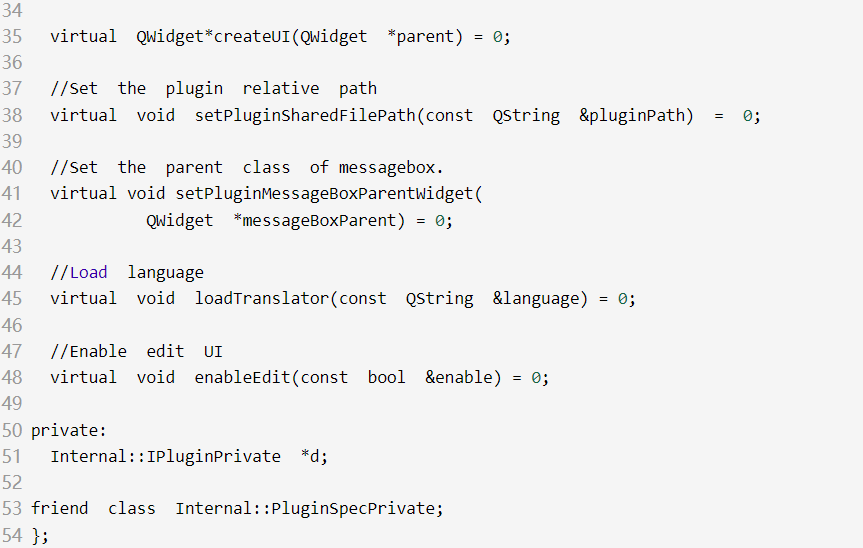 34
35 virtual QWidget*createUI(QWidget *parent) = 0;
36
37 //Set the plugin relative path
38 virtual void setPluginSharedFilePath(const QString &pluginPath) = 0;
39
40 //Set the parent class of messagebox.
41 virtual void setPluginMessageBoxParentWidget(
42 QWidget *messageBoxParent) = 0;
43
44 //Load language
45 virtual void loadTranslator(const QString &language) = 0;
46
47 //Enable edit UI
48 virtual void enableEdit(const bool &enable) = 0;
49
50 private:
51 Internal::IPluginPrivate *d;
52
53 friend class Internal::PluginSpecPrivate;
54 };